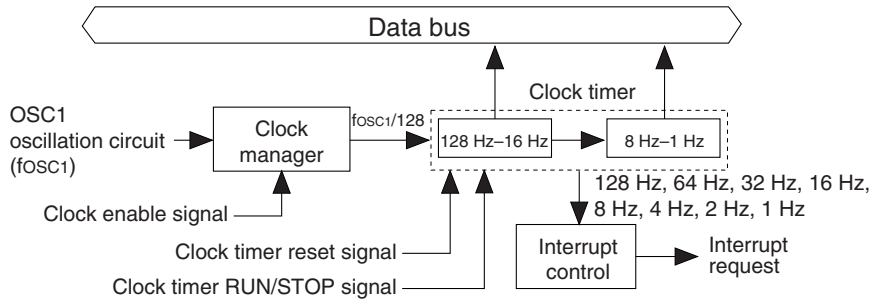 Data bus
Clock timer
OSC1
oscillation circuit
(fOSC1)
Clock
manager
fOSC1/128
128 Hz–16 Hz
8 Hz–1 Hz
128 Hz, 64 Hz, 32 Hz, 16 Hz,
8 Hz, 4 Hz, 2 Hz, 1 Hz
Clock enable signal
Clock timer reset signal
Clock timer RUN/STOP signal
Interrupt
control
Interrupt
request